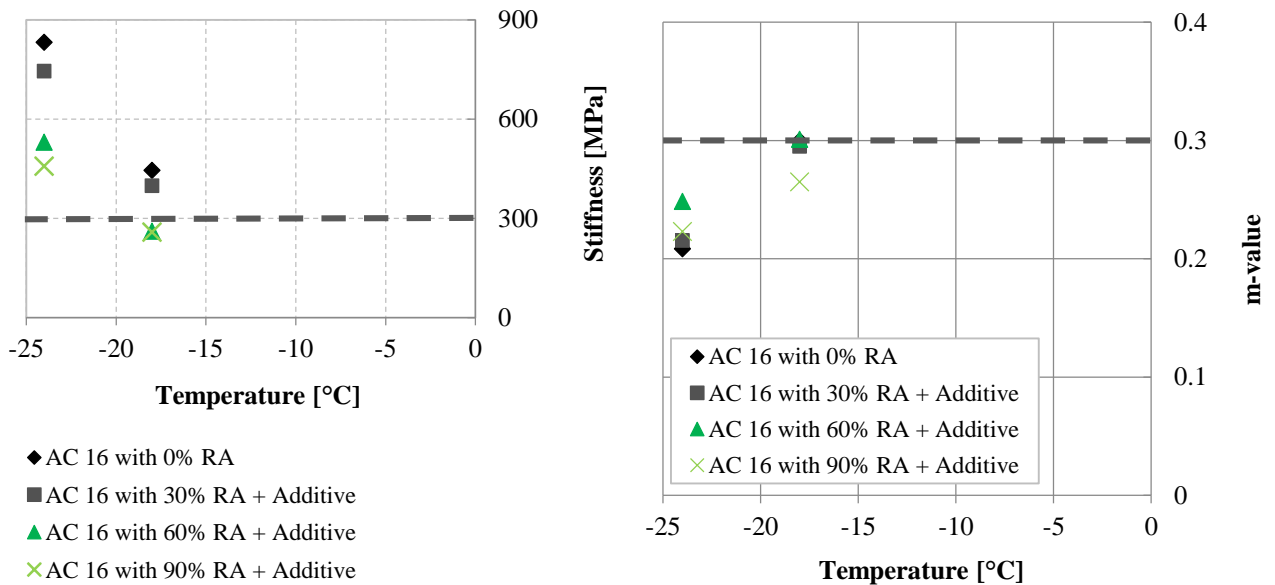 900
600
300
0
-25
-20
-15
-10
-5
0
Stiffness [MPa]
Temperature [°C]
AC 16 with 0% RA
AC 16 with 30% RA + Additive
AC 16 with 60% RA + Additive
AC 16 with 90% RA + Additive
0.4
0.3
0.2
0.1
0
m-value
AC 16 with 0% RA
AC 16 with 30% RA + Additive
AC 16 with 60% RA + Additive
AC 16 with 90% RA + Additive
-25
-20
-15
-10
-5
0
Temperature [°C]